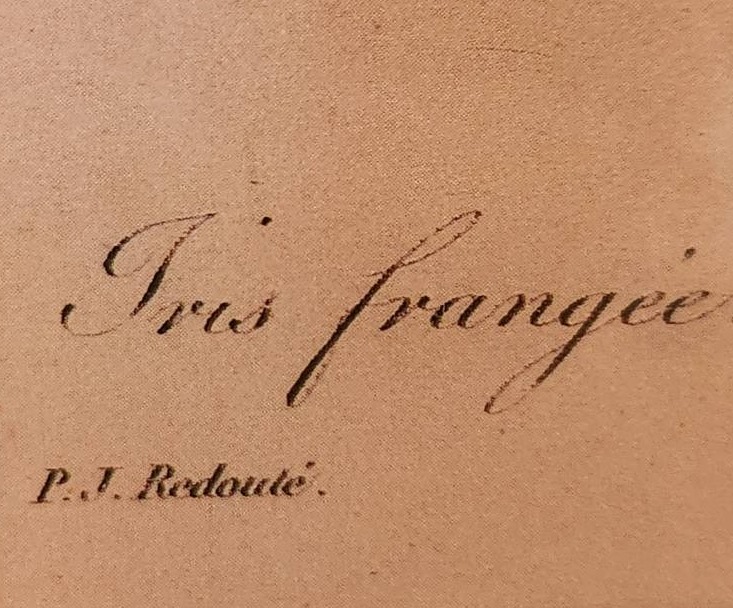 Iris frangée
P. J. Redouté.